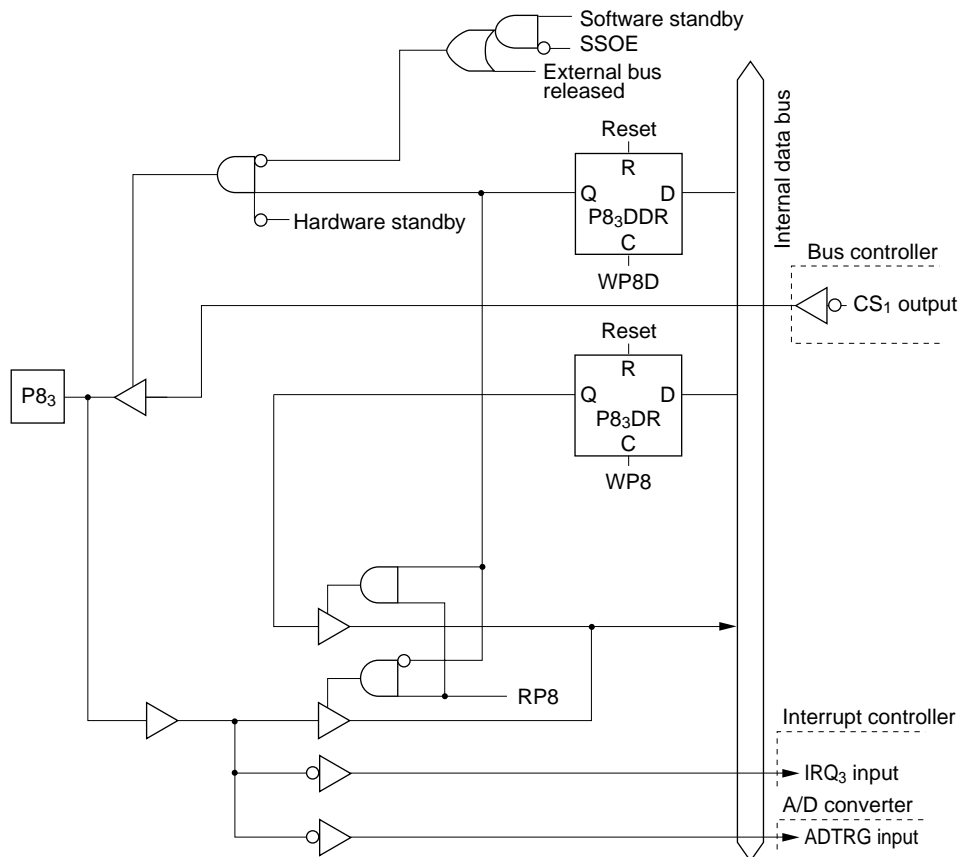 Software standby
SSOE
External bus
released
Reset
R
Q D
P8₃DDR
C
WP8D
Hardware standby
Internal data bus
Bus controller
CS₁ output
Reset
R
Q D
P8₃DR
C
WP8
P8₃
RP8
Interrupt controller
IRQ₃ input
A/D converter
ADTRG input